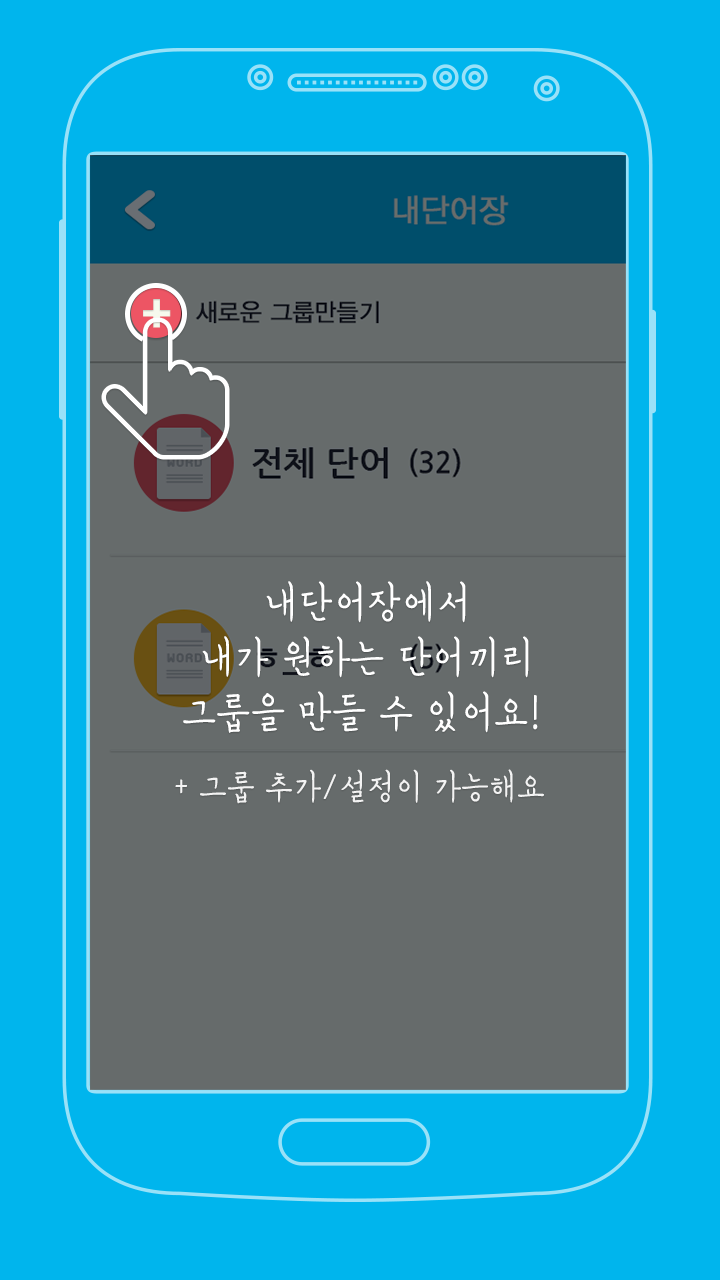 내단어장
새로운 그룹만들기
WORD
전체 단어 (32)
내단어장에서
WORD
ㅎ_ㅎ (5)
내가 원하는 단어끼리
그룹을 만들 수 있어요!
+ 그룹 추가/설정이 가능해요